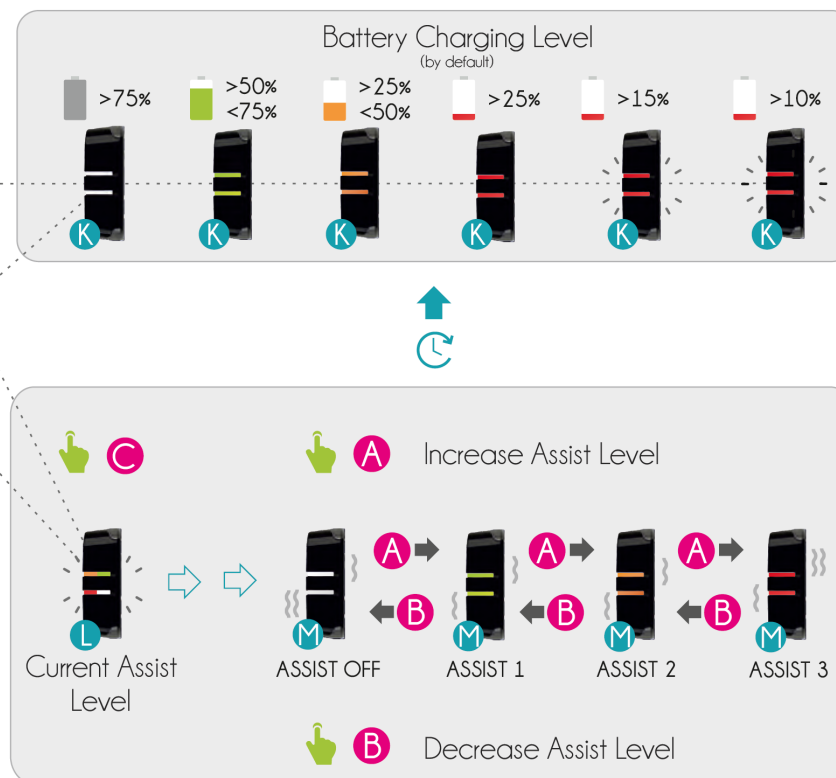 Battery Charging Level
(by default)
>75%
>50%
<75%
>25%
<50%
>25%
>15%
>10%
K K K K K K
C
A Increase Assist Level
A A A
B B B
L M M M M
Current Assist
Level
ASSIST OFF ASSIST 1 ASSIST 2 ASSIST 3
B Decrease Assist Level